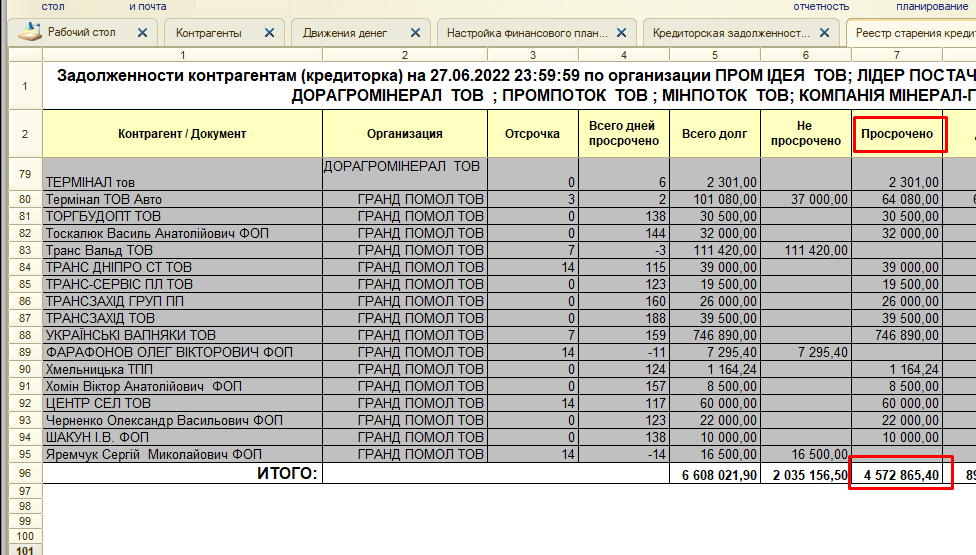 стол и почта отчетность планирование
Рабочий стол Контрагенты Движения денег Настройка финансового план... Кредиторская задолженност... Реестр старения креди
1 2 3 4 5 6 7
1 Задолженности контрагентам (кредиторка) на 27.06.2022 23:59:59 по организации ПРОМ ІДЕЯ ТОВ; ЛІДЕР ПОСТАЧ
ДОРАГРОМІНЕРАЛ ТОВ ; ПРОМПОТОК ТОВ ; МІНПОТОК ТОВ; КОМПАНІЯ МІНЕРАЛ-Г
2 Контрагент / Документ Организация Отсрочка Всего дней просрочено Всего долг Не просрочено Просрочено
79 ТЕРМІНАЛ тов ДОРАГРОМІНЕРАЛ ТОВ 0 6 2 301,00 2 301,00
80 Термінал ТОВ Авто ГРАНД ПОМОЛ ТОВ 3 2 101 080,00 37 000,00 64 080,00
81 ТОРГБУДОПТ ТОВ ГРАНД ПОМОЛ ТОВ 0 138 30 500,00 30 500,00
82 Тоскалюк Василь Анатолійович ФОП ГРАНД ПОМОЛ ТОВ 0 144 32 000,00 32 000,00
83 Транс Вальд ТОВ ГРАНД ПОМОЛ ТОВ 7 -3 111 420,00 111 420,00
84 ТРАНС ДНІПРО СТ ТОВ ГРАНД ПОМОЛ ТОВ 14 115 39 000,00 39 000,00
85 ТРАНС-СЕРВІС ПЛ ТОВ ГРАНД ПОМОЛ ТОВ 0 123 19 500,00 19 500,00
86 ТРАНСЗАХІД ГРУП ПП ГРАНД ПОМОЛ ТОВ 0 160 26 000,00 26 000,00
87 ТРАНСЗАХІД ТОВ ГРАНД ПОМОЛ ТОВ 0 188 39 500,00 39 500,00
88 УКРАЇНСЬКІ ВАПНЯКИ ТОВ ГРАНД ПОМОЛ ТОВ 7 159 746 890,00 746 890,00
89 ФАРАФОНОВ ОЛЕГ ВІКТОРОВИЧ ФОП ГРАНД ПОМОЛ ТОВ 14 -11 7 295,40 7 295,40
90 Хмельницька ТПП ГРАНД ПОМОЛ ТОВ 0 124 1 164,24 1 164,24
91 Хомін Віктор Анатолійович ФОП ГРАНД ПОМОЛ ТОВ 0 157 8 500,00 8 500,00
92 ЦЕНТР СЕЛ ТОВ ГРАНД ПОМОЛ ТОВ 14 117 60 000,00 60 000,00
93 Черненко Олександр Васильович ФОП ГРАНД ПОМОЛ ТОВ 0 123 22 000,00 22 000,00
94 ШАКУН І.В. ФОП ГРАНД ПОМОЛ ТОВ 0 138 10 000,00 10 000,00
95 Яремчук Сергій Миколайович ФОП ГРАНД ПОМОЛ ТОВ 14 -14 16 500,00 16 500,00
96 ИТОГО: 6 608 021,90 2 035 156,50 4 572 865,40 89
97
98
99
100
101